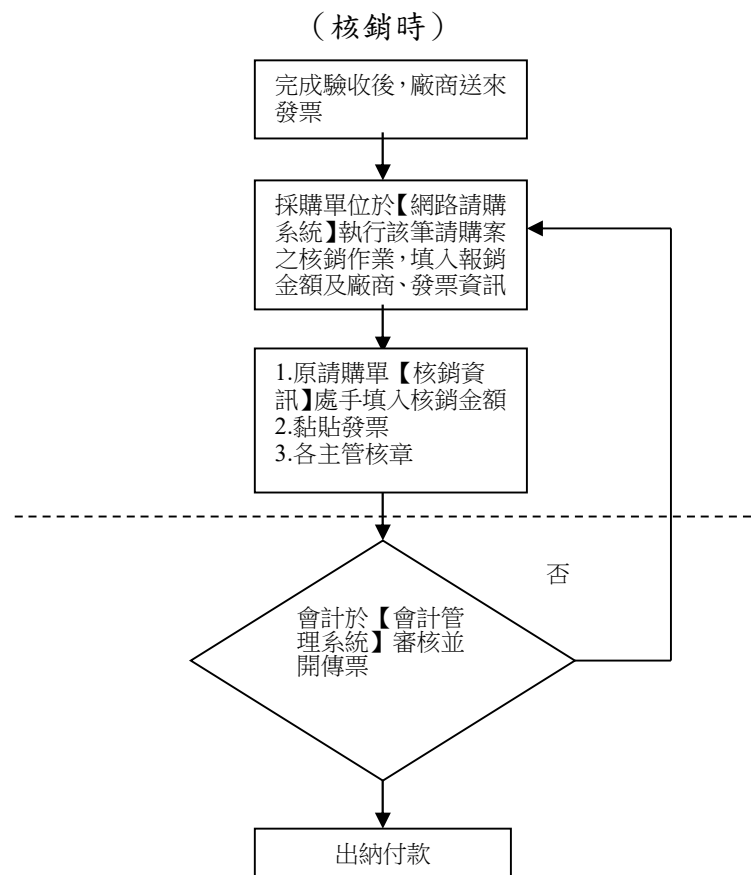 （核銷時）
完成驗收後，廠商送來
發票
採購單位於【網路請購
系統】執行該筆請購案
之核銷作業，填入報銷
金額及廠商、發票資訊
1.原請購單【核銷資
訊】處手填入核銷金額
2.黏貼發票
3.各主管核章
否
會計於【會計管
理系統】審核並
開傳票
出納付款